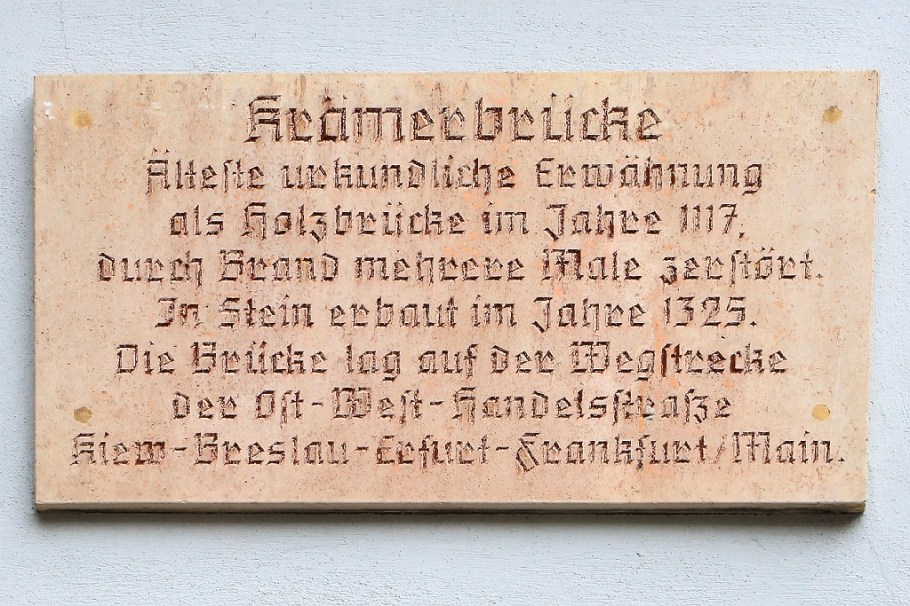 Krämerbrücke
Älteste urkundliche Erwähnung
als Holzbrücke im Jahre 1117,
durch Brand mehrere Male zerstört.
In Stein erbaut im Jahre 1325.
Die Brücke lag auf der Wegstrecke
der Ost-West-Handelsstraße
Kiew-Breslau-Erfurt-Frankfurt/Main.